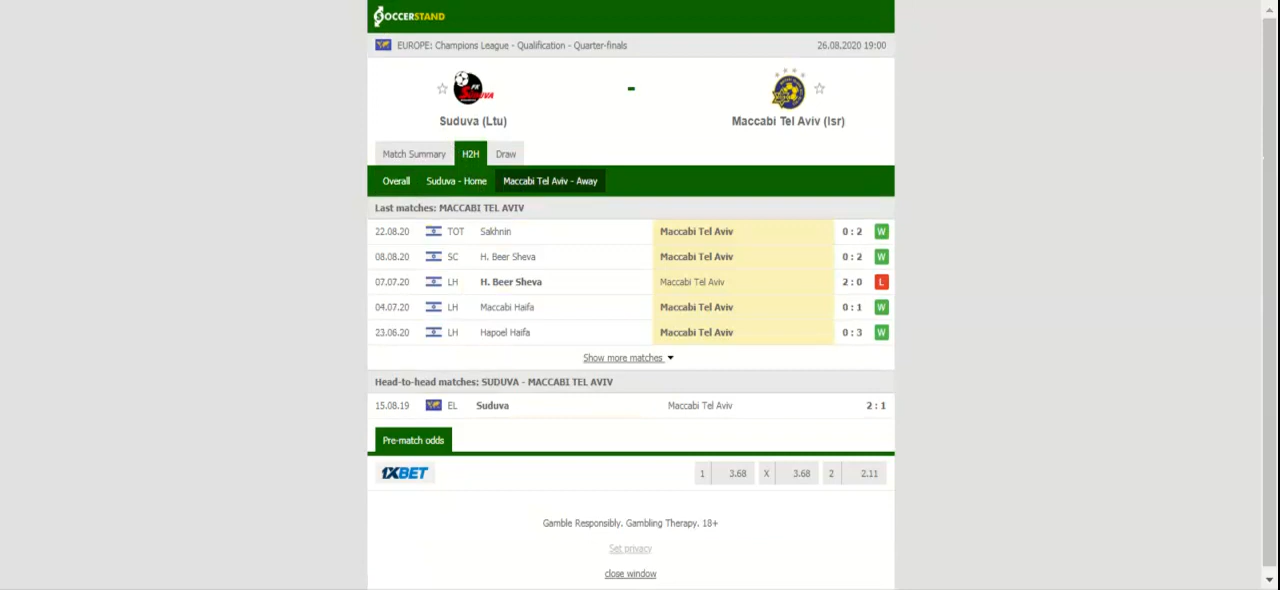 SOCCERSTAND
EUROPE: Champions League - Qualification - Quarter-finals 26.08.2020 19:00
FK SUDUVA
Suduva (Ltu) - Maccabi Tel Aviv (Isr)
Match Summary H2H Draw
Overall Suduva - Home Maccabi Tel Aviv - Away
Last matches: MACCABI TEL AVIV
22.08.20 TOT Sakhnin Maccabi Tel Aviv 0 : 2 W
08.08.20 SC H. Beer Sheva Maccabi Tel Aviv 0 : 2 W
07.07.20 LH H. Beer Sheva Maccabi Tel Aviv 2 : 0 L
04.07.20 LH Maccabi Haifa Maccabi Tel Aviv 0 : 1 W
23.06.20 LH Hapoel Haifa Maccabi Tel Aviv 0 : 3 W
Show more matches
Head-to-head matches: SUDUVA - MACCABI TEL AVIV
15.08.19 EL Suduva Maccabi Tel Aviv 2 : 1
Pre-match odds
1XBET 1 3.68 X 3.68 2 2.11
Gamble Responsibly. Gambling Therapy. 18+
Set privacy
close window